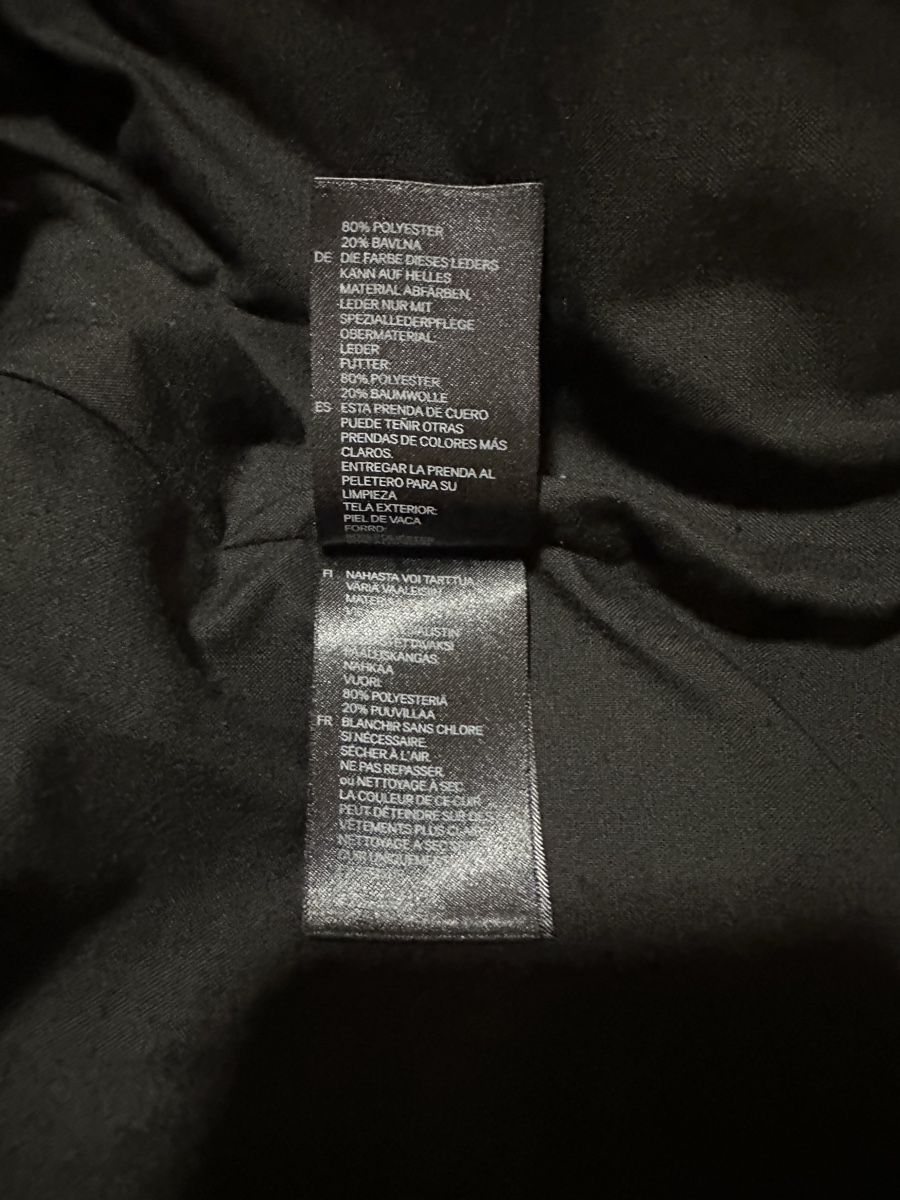 80% POLYESTER
20% BAVLNA
DE DIE FARBE DIESES LEDERS
KANN AUF HELLES
MATERIAL ABFÄRBEN.
LEDER NUR MIT
SPEZIALLEDERPFLEGE
OBERMATERIAL:
LEDER
FUTTER:
80% POLYESTER
20% BAUMWOLLE
ES ESTA PRENDA DE CUERO
PUEDE TEÑIR OTRAS
PRENDAS DE COLORES MÁS
CLAROS.
ENTREGAR LA PRENDA AL
PELETERO PARA SU
LIMPIEZA
TELA EXTERIOR:
PIEL DE VACA
FORRO:
FI NAHASTA VOI TARTTUA
VÄRIÄ VAALEISIIN
NAHKAA
VUORI:
80% POLYESTERIÄ
20% PUUVILLAA
FR BLANCHIR SANS CHLORE
SI NÉCESSAIRE.
SÉCHER À L'AIR.
NE PAS REPASSER.
ou NETTOYAGE À SEC.
LA COULEUR DE CE CUIR
PEUT DÉTEINDRE SUR DES
VÊTEMENTS PLUS
NETTOYAGE À SEC
CUIR